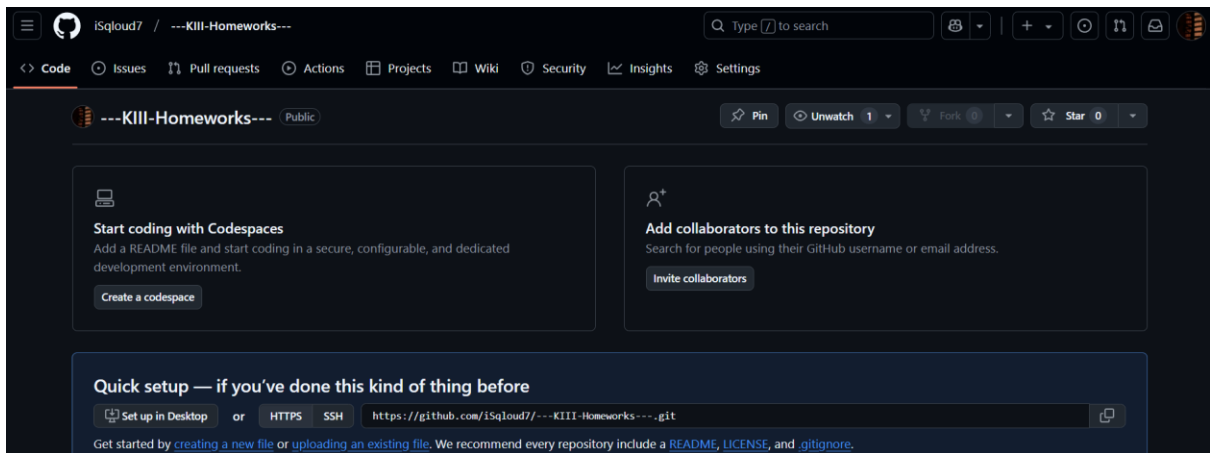 iSqloud7 / ---KIII-Homeworks---
Type / to search
Code Issues Pull requests Actions Projects Wiki Security Insights Settings
---KIII-Homeworks--- Public
Pin Unwatch 1 Fork 0 Star 0
Start coding with Codespaces
Add a README file and start coding in a secure, configurable, and dedicated
development environment.
Create a codespace
Add collaborators to this repository
Search for people using their GitHub username or email address.
Invite collaborators
Quick setup — if you've done this kind of thing before
Set up in Desktop or HTTPS SSH https://github.com/iSqloud7/---KIII-Homeworks---.git
Get started by creating a new file or uploading an existing file. We recommend every repository include a README, LICENSE, and .gitignore.